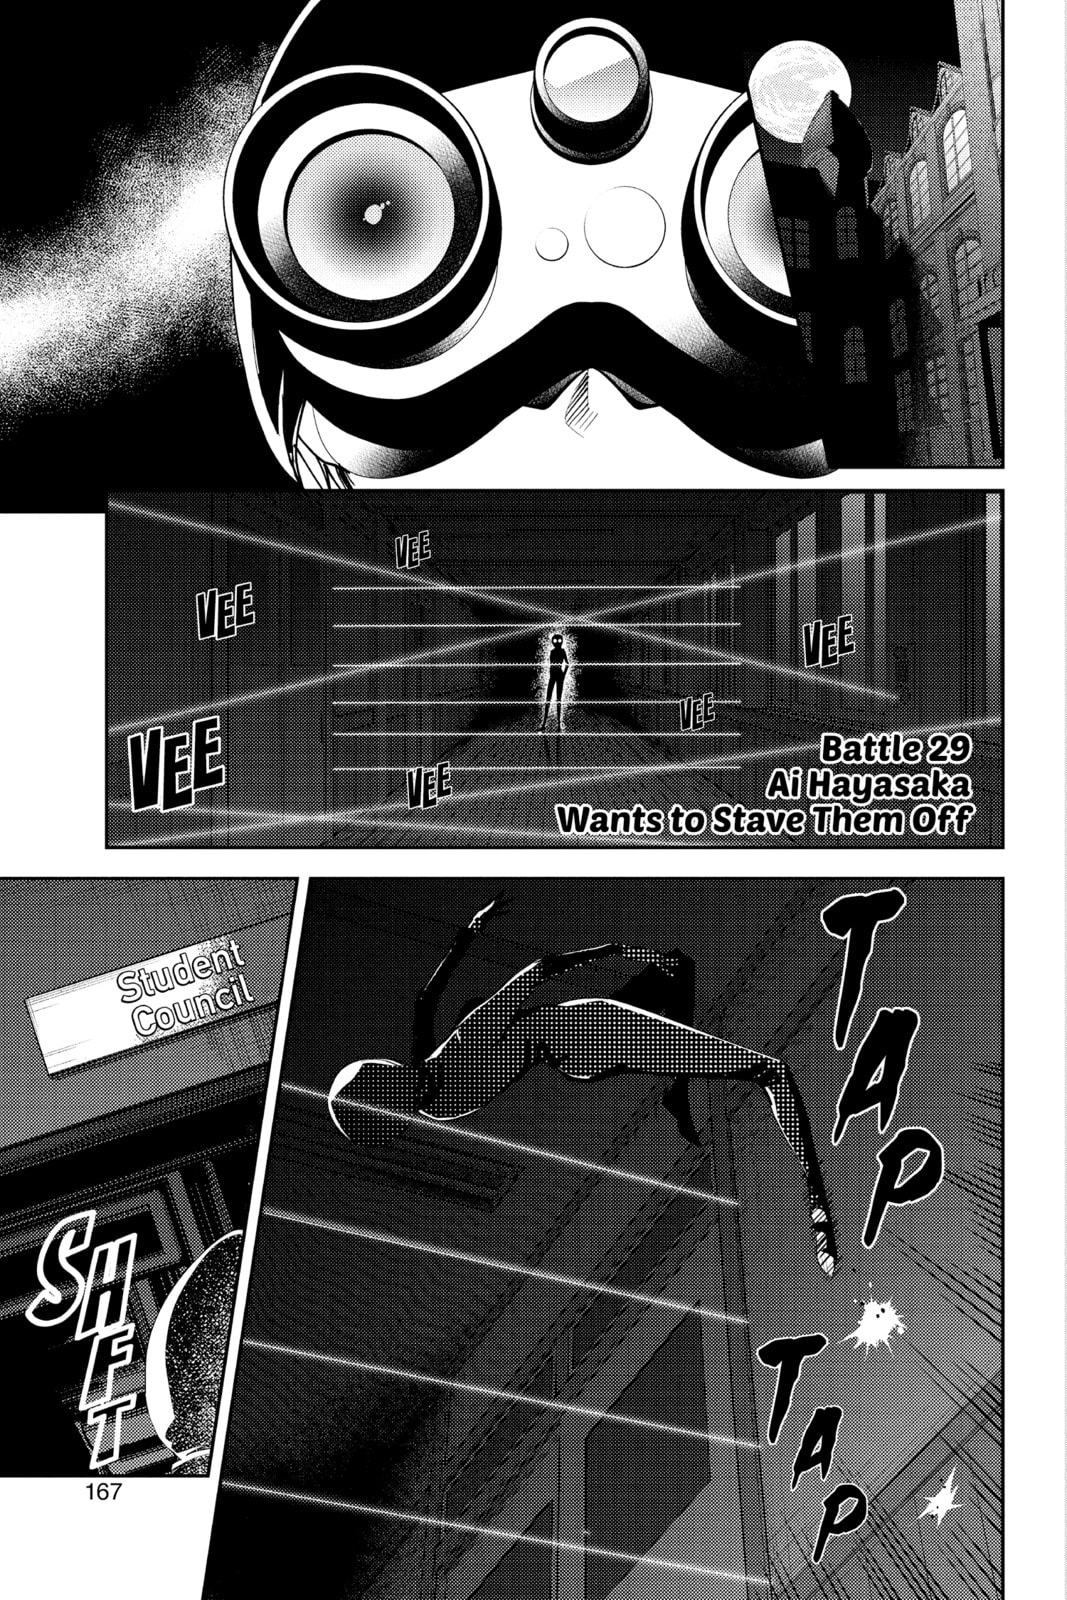 VEE
VEE
VEE
VEE
VEE
VEE
Battle 29
Ai Hayasaka
Wants to Stave Them Off
TAP
TAP
Student
Council
SHFT
167